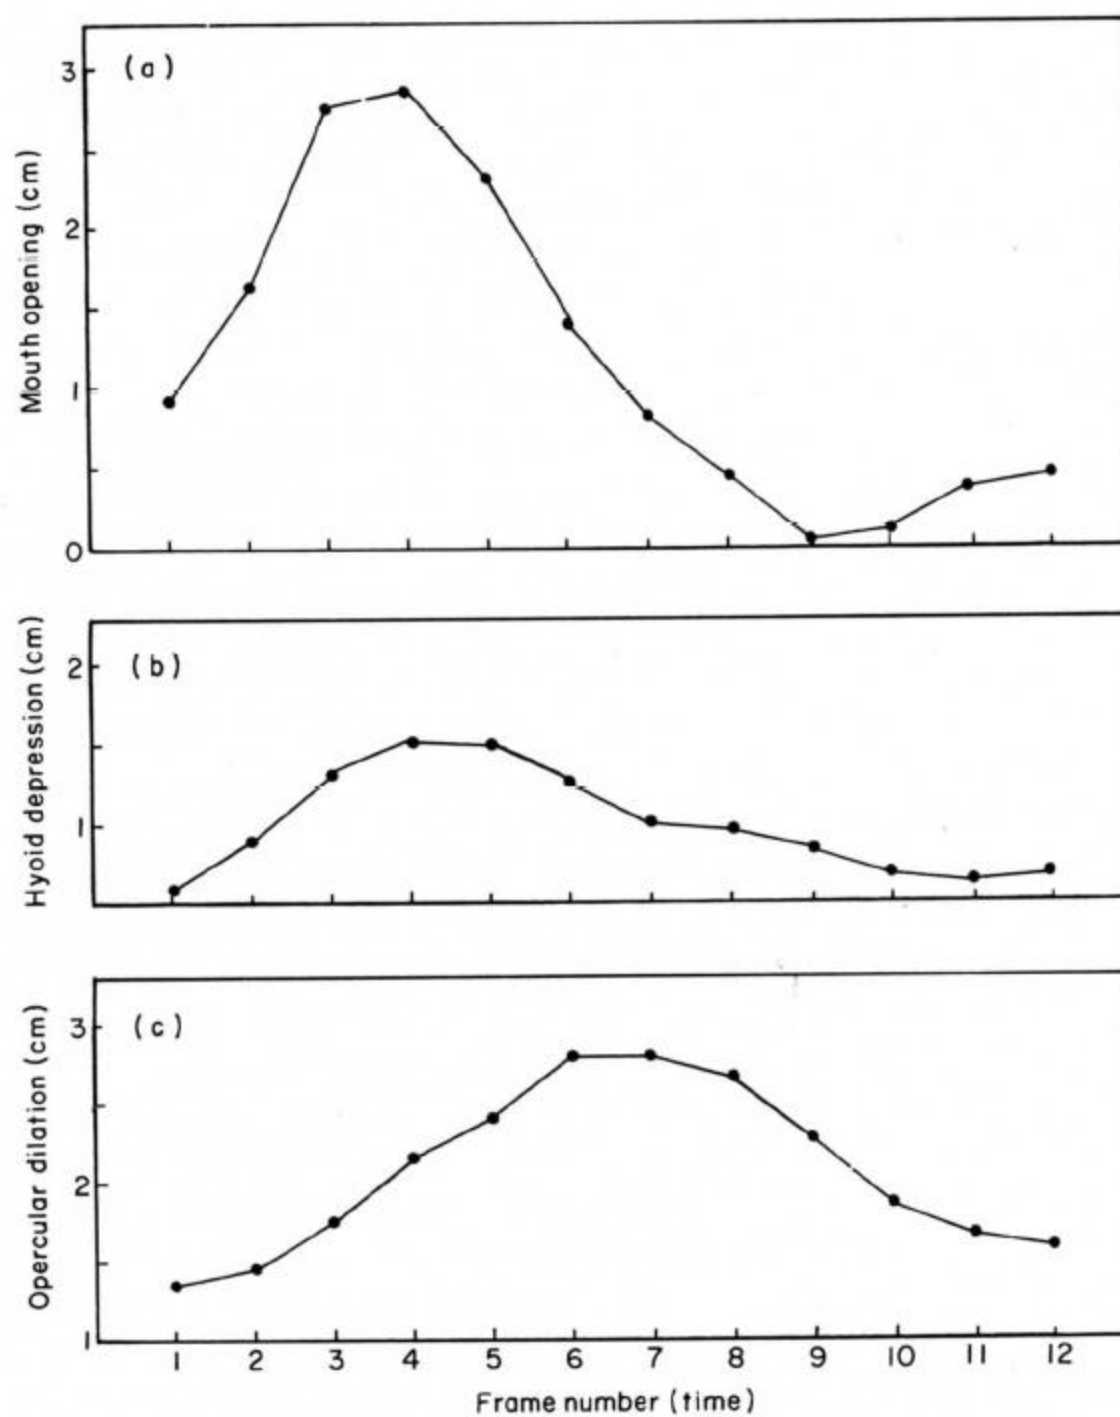 (a)
3
2
1
0
Mouth opening (cm)
(b)
2
1
Hyoid depression (cm)
(c)
3
2
1
Opercular dilation (cm)
1 2 3 4 5 6 7 8 9 10 11 12
Frame number (time)